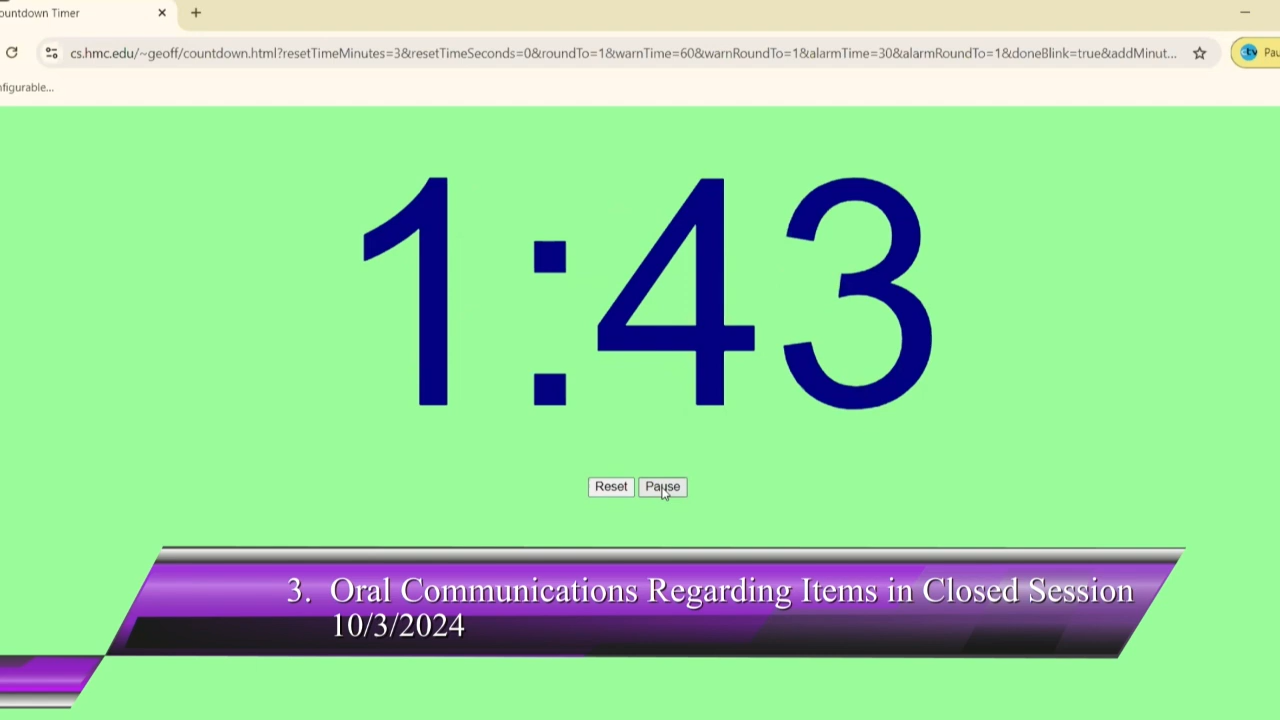 ountdown Timer
cs.hmc.edu/~geoff/countdown.html?resetTimeMinutes=3&resetTimeSeconds=0&roundTo=1&warnTime=60&warnRoundTo=1&alarmTime=30&alarmRoundTo=1&doneBlink=true&addMinut...
tv Pau
nfigurable...
1:43
Reset Pause
3. Oral Communications Regarding Items in Closed Session
10/3/2024